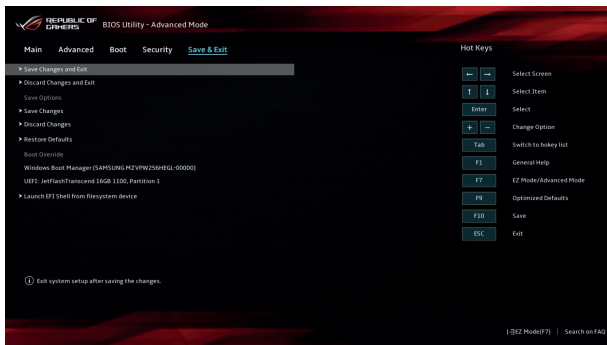 REPUBLIC OF
GAMERS
BIOS Utility - Advanced Mode
Main Advanced Boot Security Save & Exit
Hot Keys
> Save Changes and Exit
> Discard Changes and Exit
Save Options
> Save Changes
> Discard Changes
> Restore Defaults
Boot Override
Windows Boot Manager (SAMSUNG MZVPW256HEGL-00000)
UEFI: JetFlashTranscend 16GB 1100, Partition 1
> Launch EFI Shell from filesystem device
← → Select Screen
↑ ↓ Select Item
Enter Select
+ − Change Option
Tab Switch to hokey list
F1 General Help
F7 EZ Mode/Advanced Mode
F9 Optimized Defaults
F10 Save
ESC Exit
i Exit system setup after saving the changes.
EZ Mode(F7) | Search on FAQ